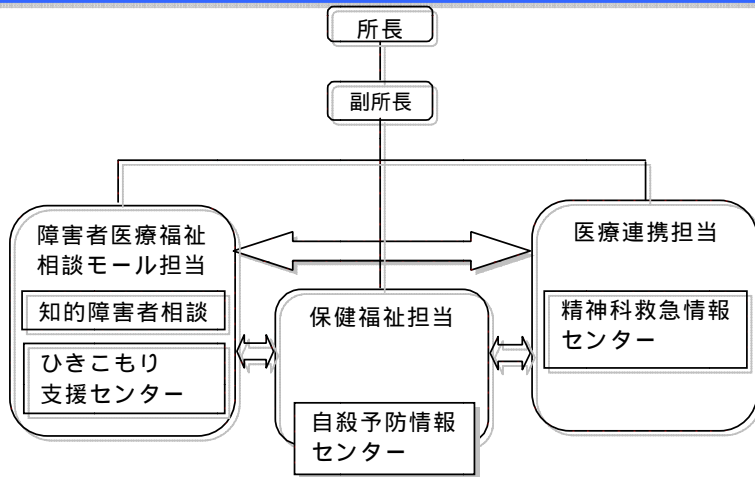 所長
副所長
障害者医療福祉
相談モール担当
知的障害者相談
ひきこもり
支援センター
保健福祉担当
自殺予防情報
センター
医療連携担当
精神科救急情報
センター